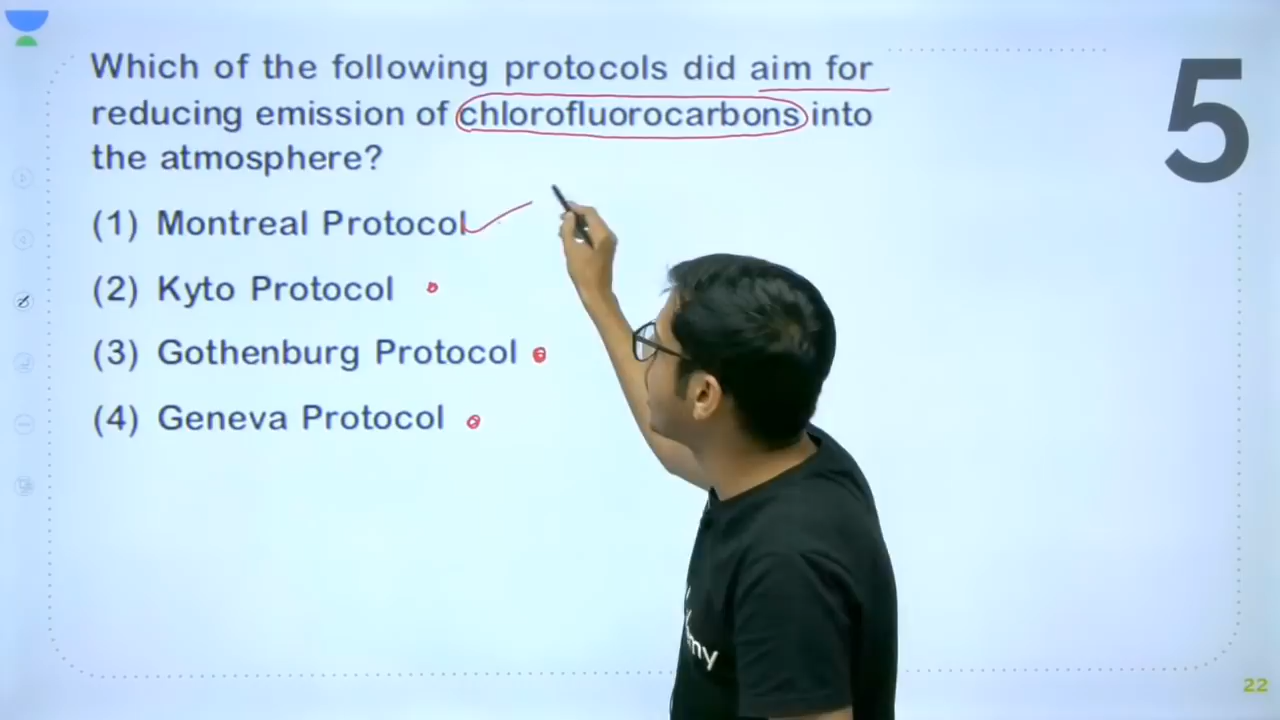 Which of the following protocols did aim for
reducing emission of chlorofluorocarbons into
the atmosphere?
5
(1) Montreal Protocol
(2) Kyto Protocol
(3) Gothenburg Protocol
(4) Geneva Protocol
22